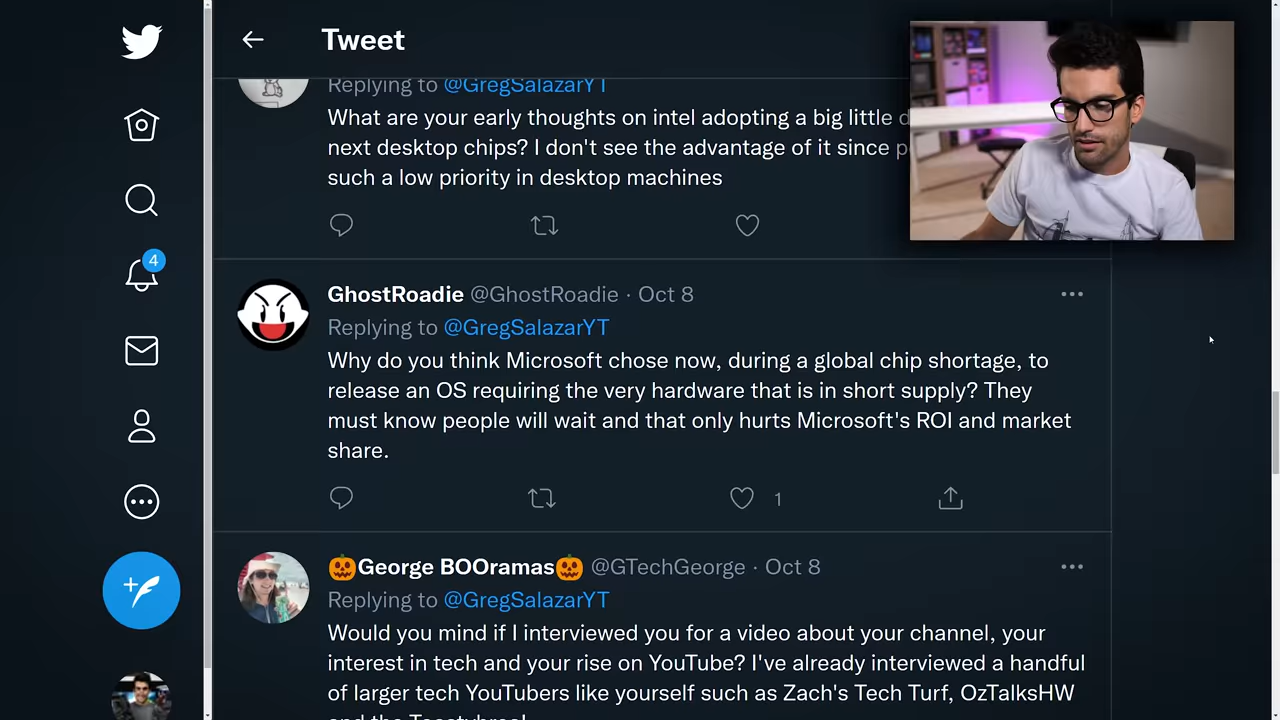 Tweet
Replying to @GregSalazarYT
What are your early thoughts on intel adopting a big little
next desktop chips? I don't see the advantage of it since
such a low priority in desktop machines
4
GhostRoadie @GhostRoadie · Oct 8
Replying to @GregSalazarYT
Why do you think Microsoft chose now, during a global chip shortage, to
release an OS requiring the very hardware that is in short supply? They
must know people will wait and that only hurts Microsoft's ROI and market
share.
1
🎃George BOOramas🎃 @GTechGeorge · Oct 8
Replying to @GregSalazarYT
Would you mind if I interviewed you for a video about your channel, your
interest in tech and your rise on YouTube? I've already interviewed a handful
of larger tech YouTubers like yourself such as Zach's Tech Turf, OzTalksHW
and the